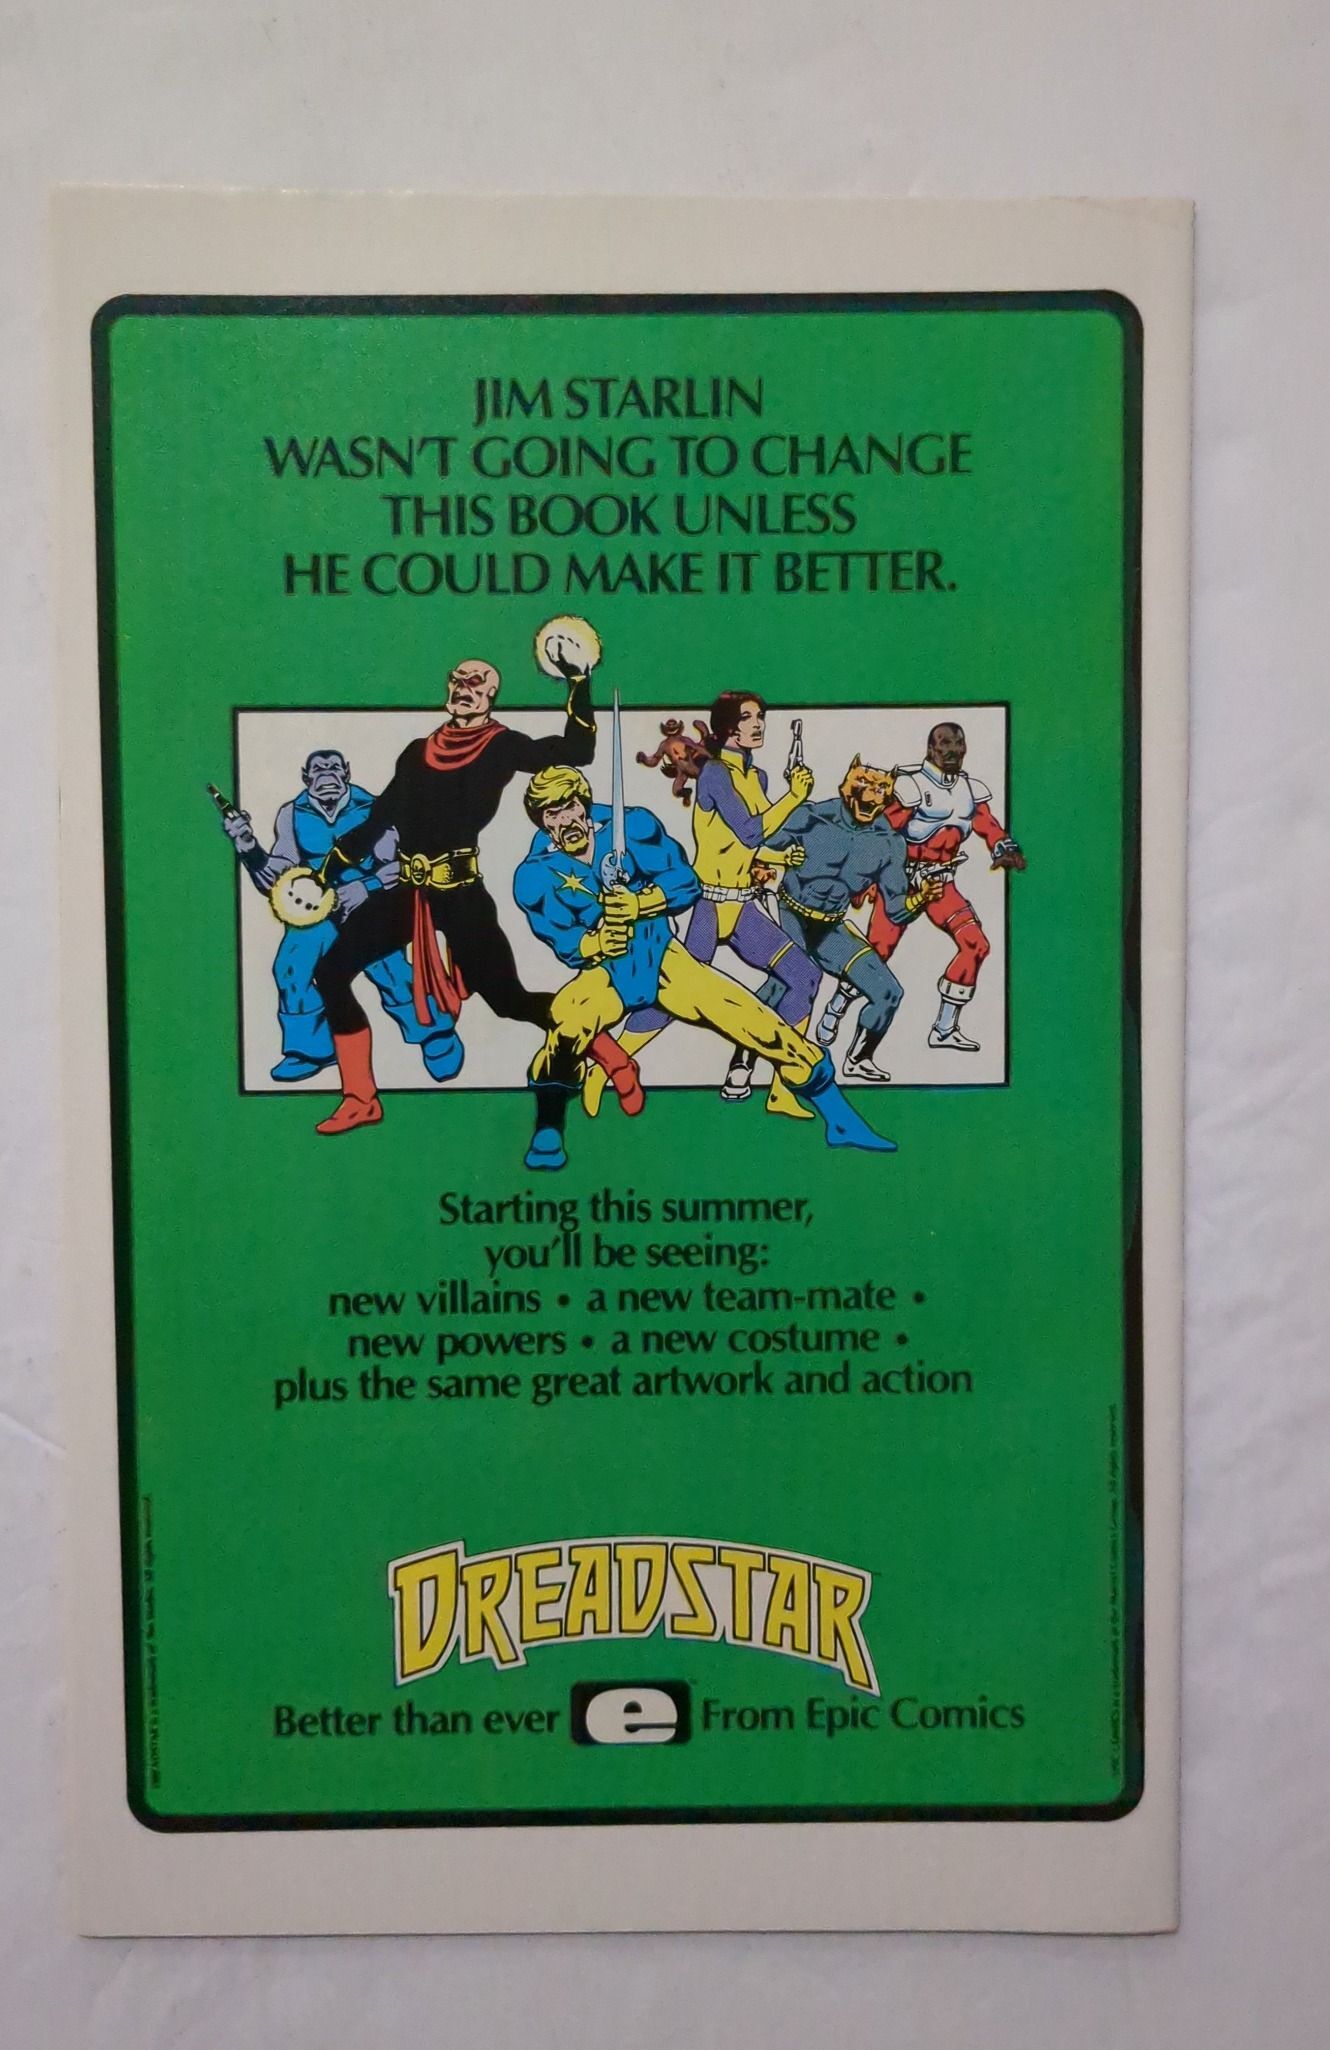 JIM STARLIN
WASN'T GOING TO CHANGE
THIS BOOK UNLESS
HE COULD MAKE IT BETTER.
Starting this summer,
you'll be seeing:
new villains • a new team-mate •
new powers • a new costume •
plus the same great artwork and action
DREADSTAR
Better than ever e From Epic Comics